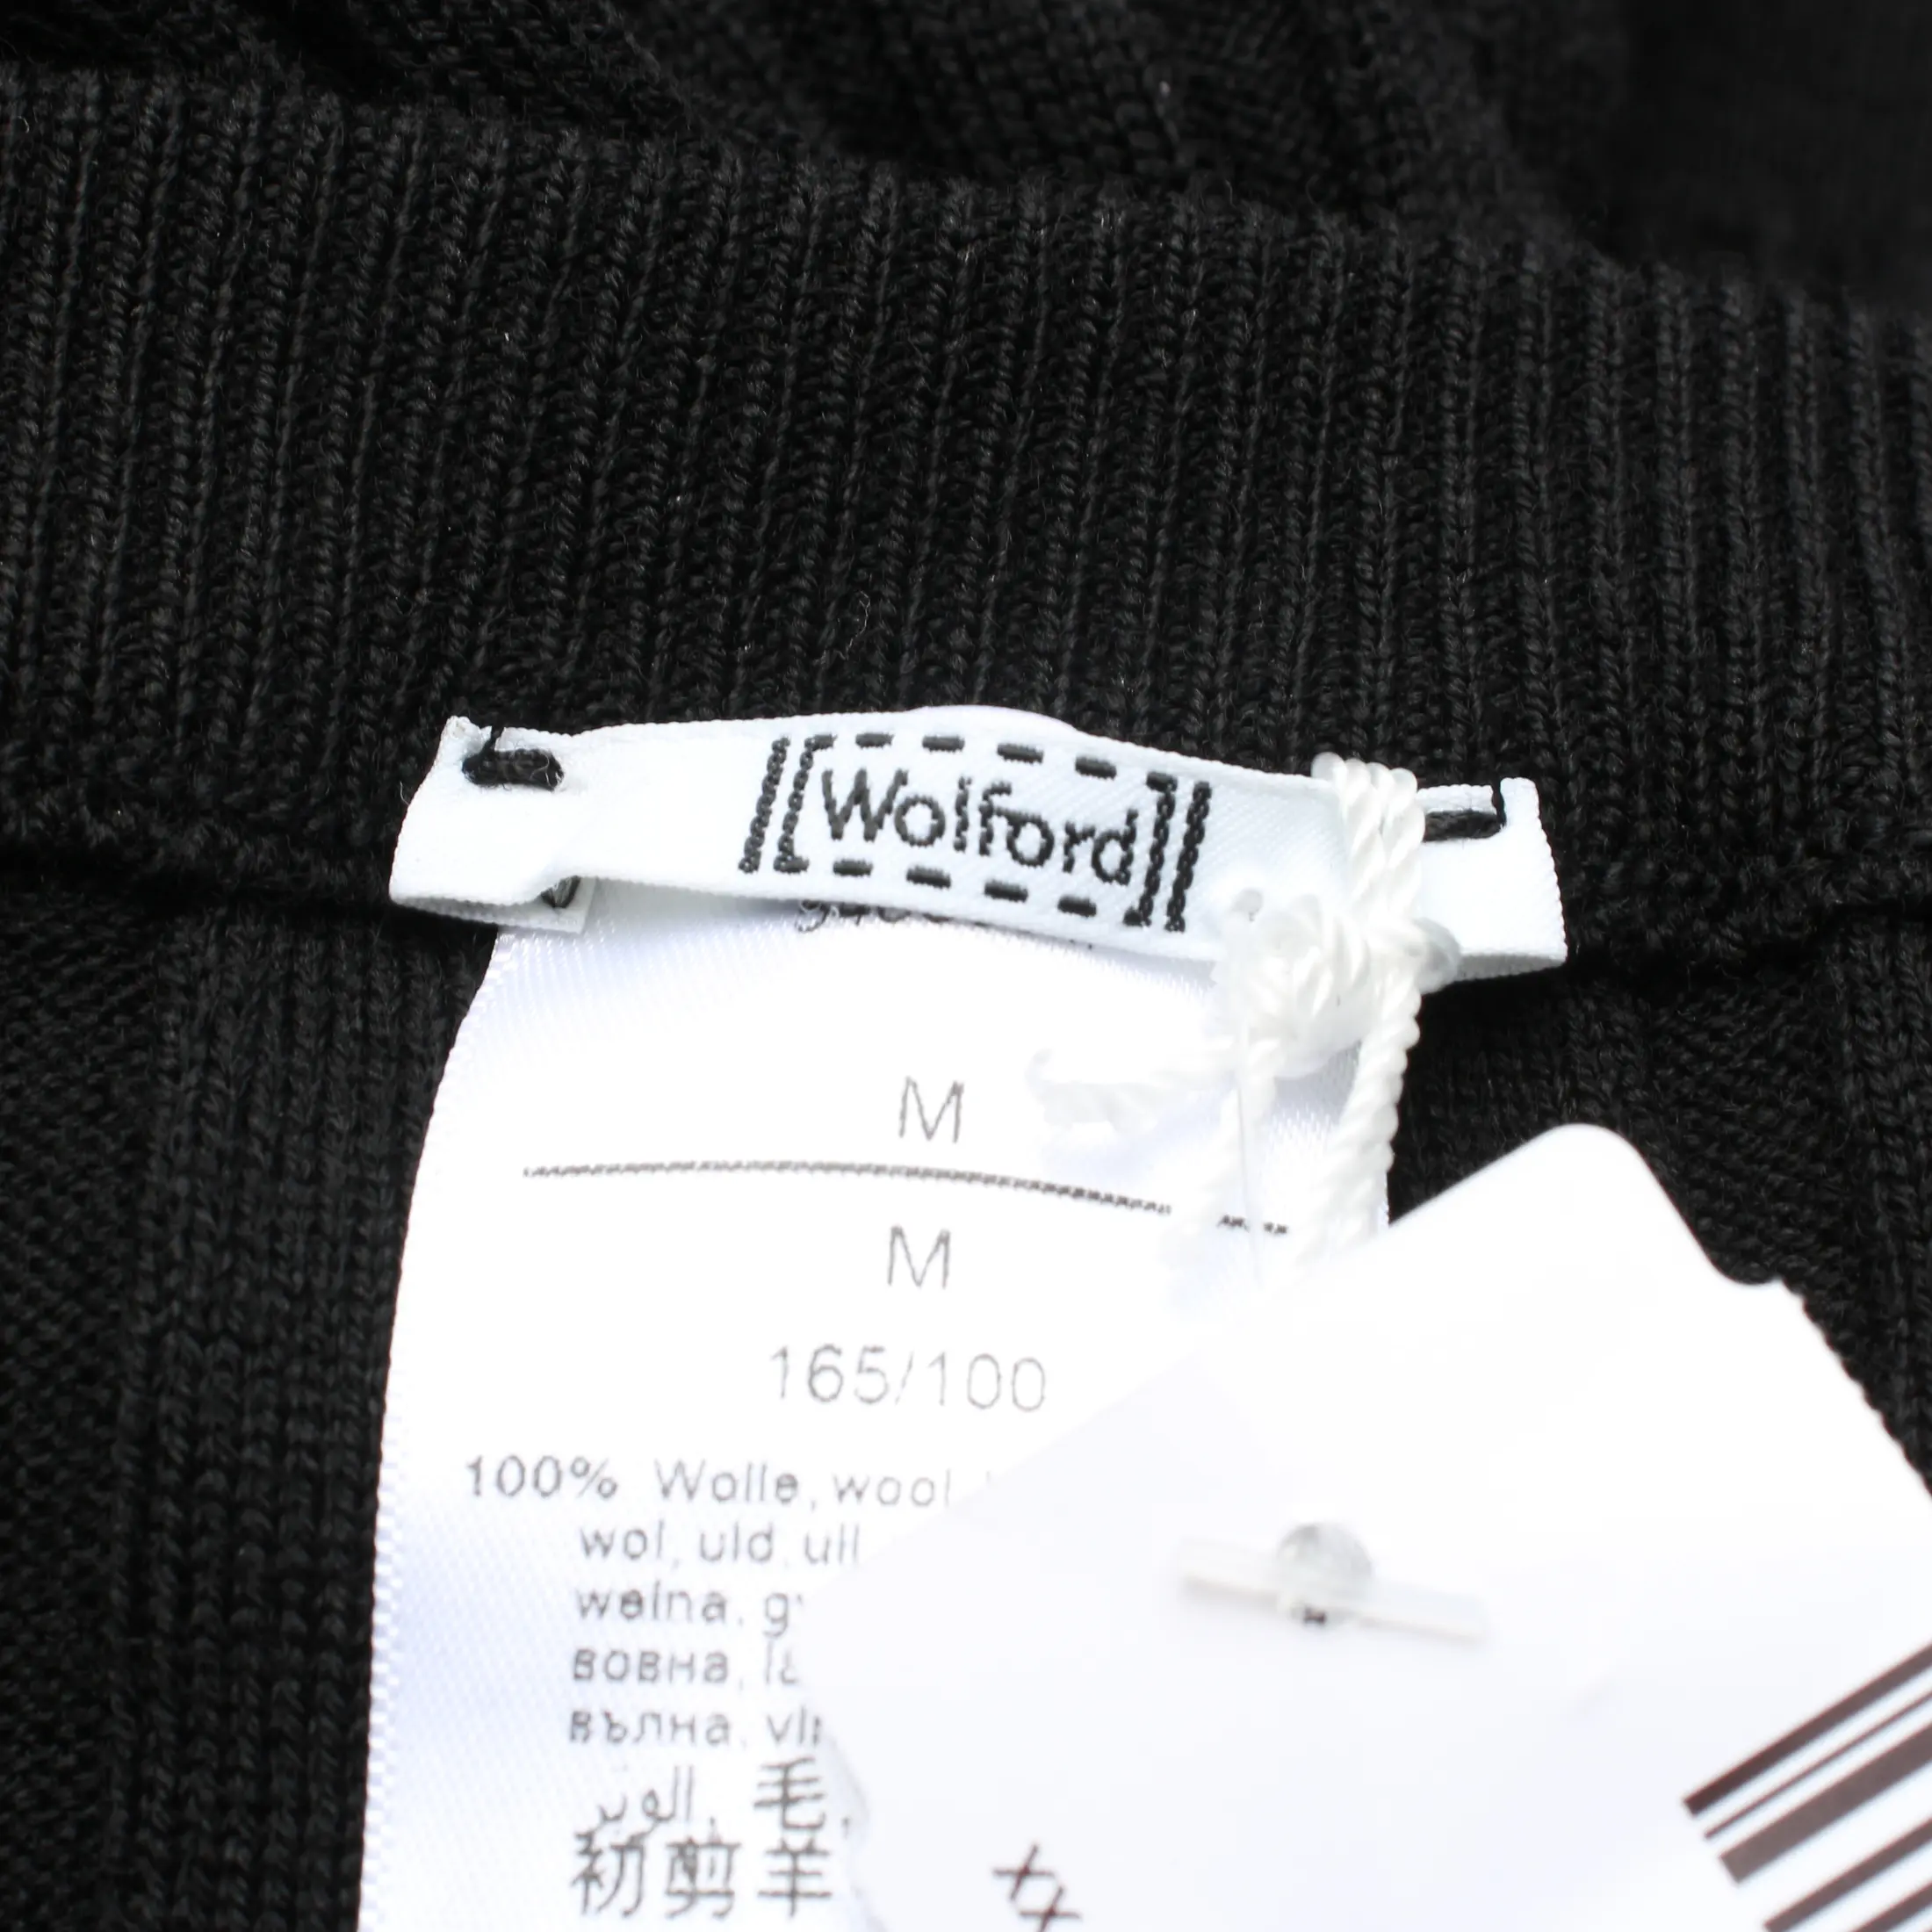 Wolford
M
M
165/100
100% Wolle, wool
wol, uld, ull
welna,
вовна,
вълна,
毛,
初剪羊